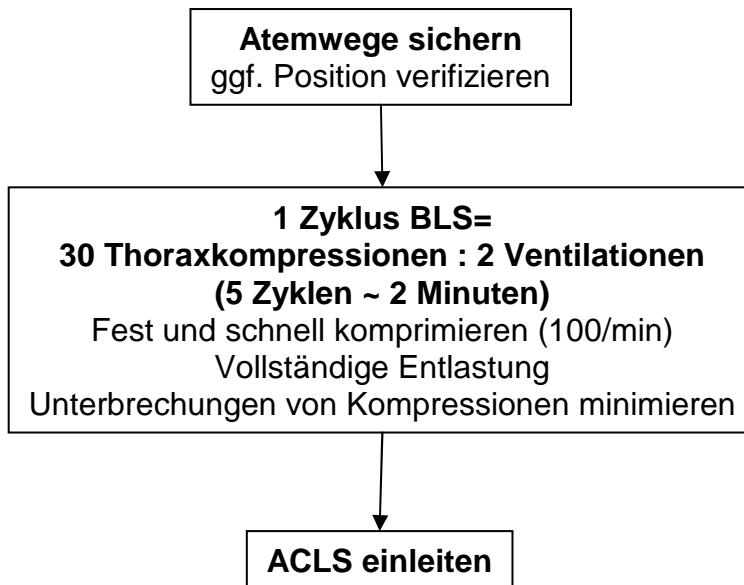 Atemwege sichern
ggf. Position verifizieren
1 Zyklus BLS=
30 Thoraxkompressionen : 2 Ventilationen
(5 Zyklen ~ 2 Minuten)
Fest und schnell komprimieren (100/min)
Vollständige Entlastung
Unterbrechungen von Kompressionen minimieren
ACLS einleiten